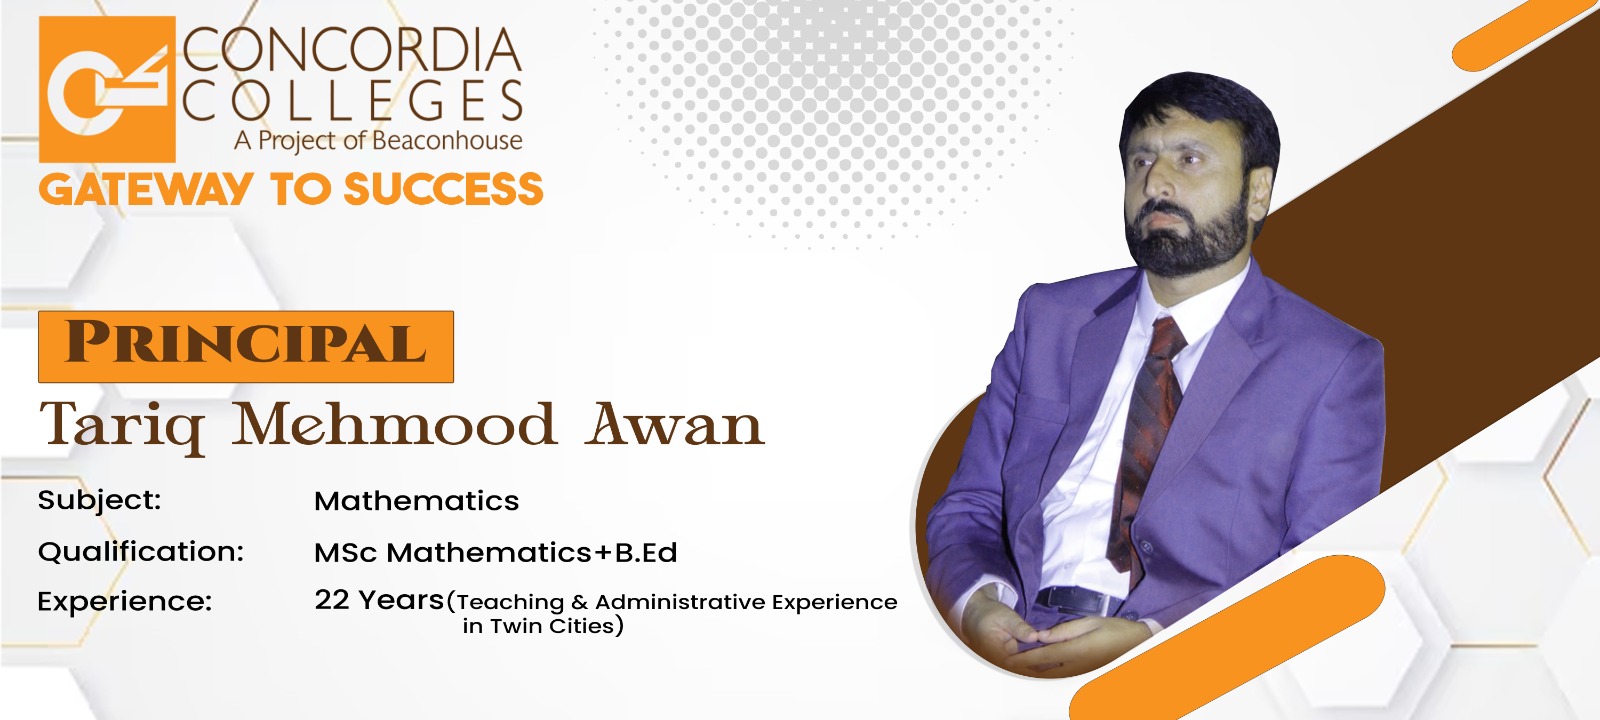 CONCORDIA
COLLEGES
A Project of Beaconhouse
GATEWAY TO SUCCESS
PRINCIPAL
Tariq Mehmood Awan
Subject: Mathematics
Qualification: MSc Mathematics+B.Ed
Experience: 22 Years(Teaching & Administrative Experience
in Twin Cities)